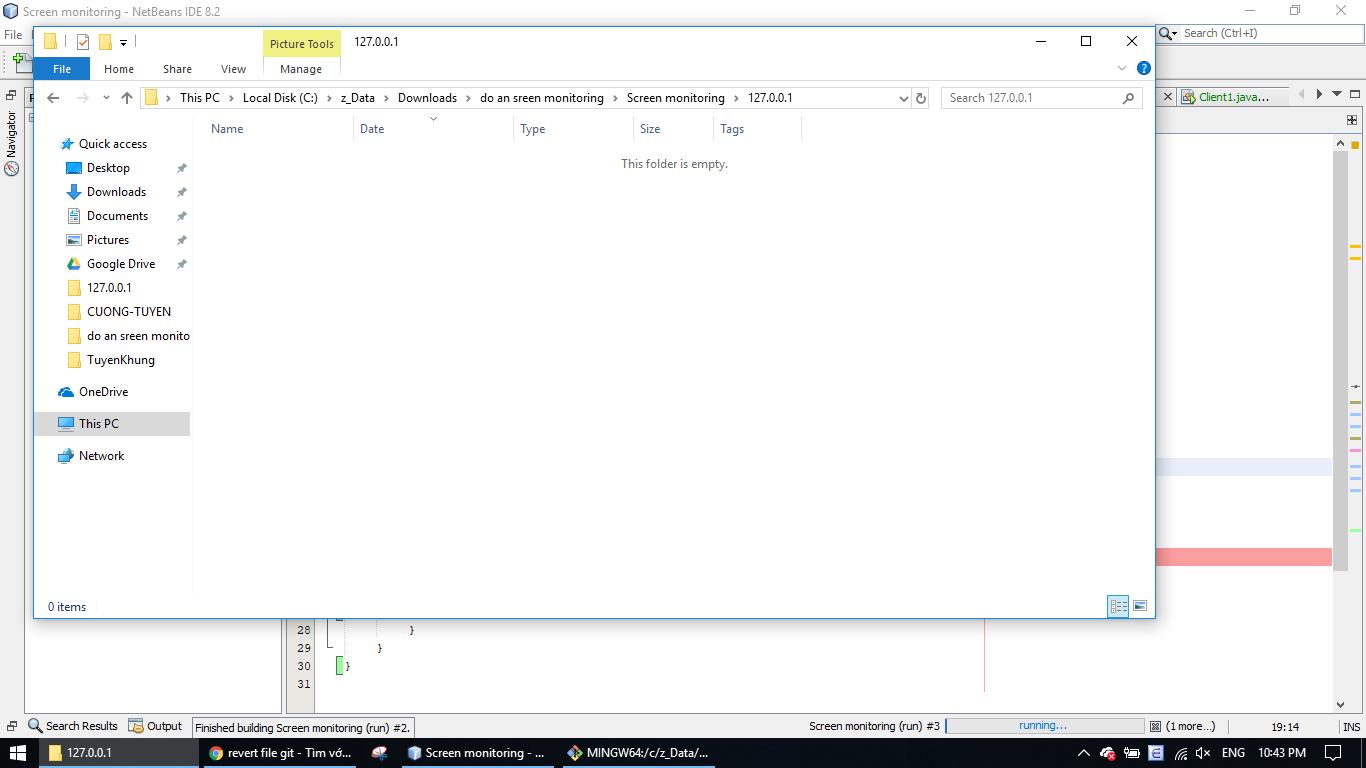 Screen monitoring - NetBeans IDE 8.2
File
Search (Ctrl+I)
Picture Tools
127.0.0.1
File Home Share View Manage
This PC > Local Disk (C:) > z_Data > Downloads > do an sreen monitoring > Screen monitoring > 127.0.0.1
Search 127.0.0.1
Client1.java...
Navigator
Name Date Type Size Tags
This folder is empty.
Quick access
Desktop
Downloads
Documents
Pictures
Google Drive
127.0.0.1
CUONG-TUYEN
do an sreen monito
TuyenKhung
OneDrive
This PC
Network
0 items
28 }
29 }
30 }
31
Search Results Output Finished building Screen monitoring (run) #2. Screen monitoring (run) #3 running... (1 more...) 19:14 INS
127.0.0.1 revert file git - Tìm vớ... Screen monitoring - ... MINGW64:/c/z_Data/... ENG 10:43 PM